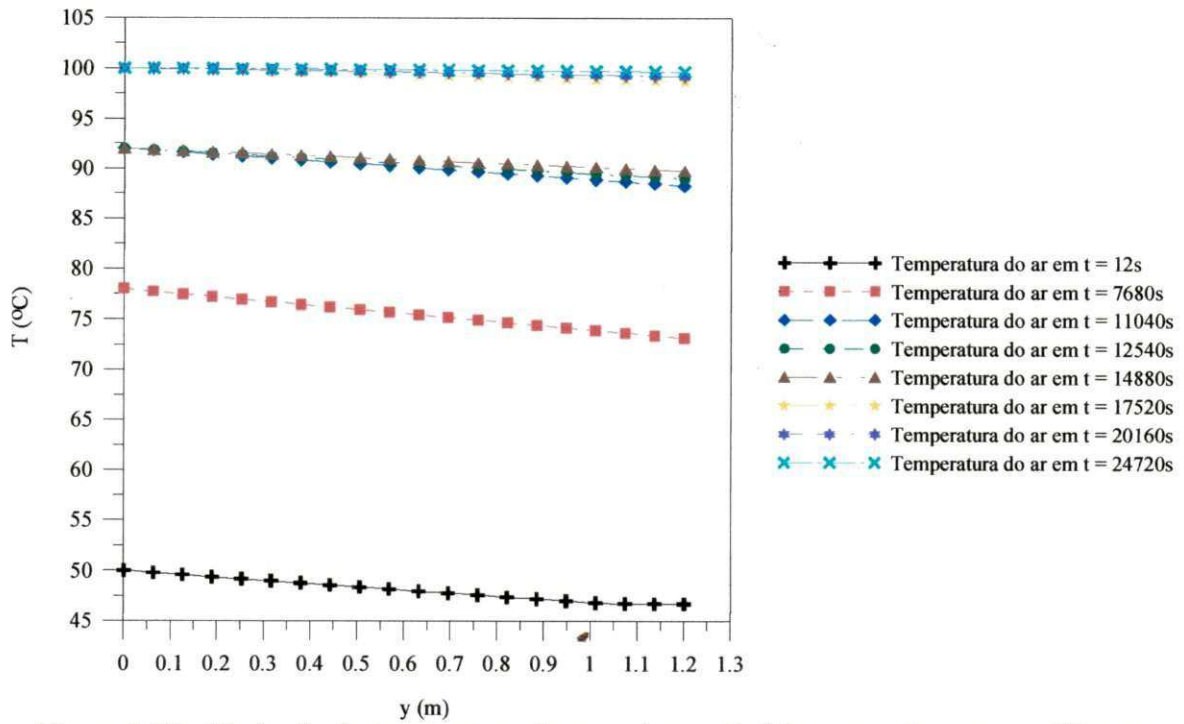 105
100
95
90
85
80
75
70
65
60
55
50
45
T (ºC)
0 0.1 0.2 0.3 0.4 0.5 0.6 0.7 0.8 0.9 1 1.1 1.2 1.3
y (m)
Temperatura do ar em t = 12s
Temperatura do ar em t = 7680s
Temperatura do ar em t = 11040s
Temperatura do ar em t = 12540s
Temperatura do ar em t = 14880s
Temperatura do ar em t = 17520s
Temperatura do ar em t = 20160s
Temperatura do ar em t = 24720s